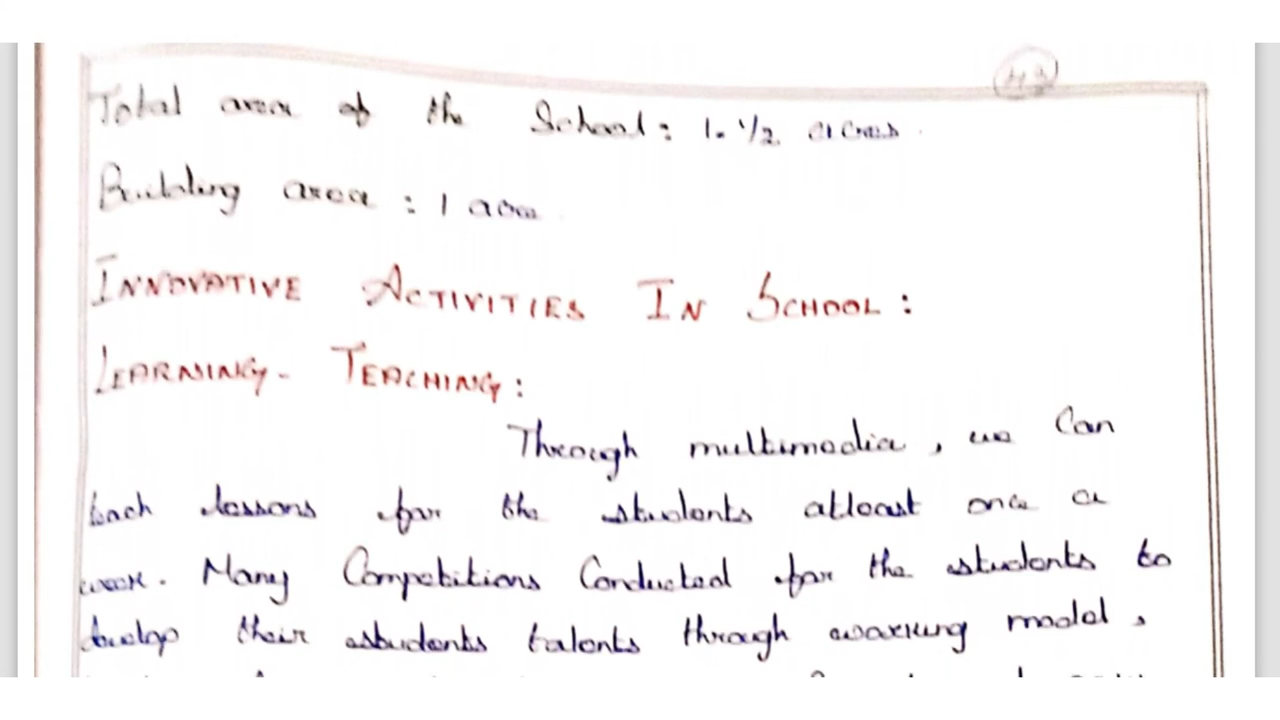 Total area of the School : 1. 1/2 acres
Building area : 1 acre
INNOVATIVE ACTIVITIES IN SCHOOL :
LEARNING - TEACHING :
Through multimedia , we Can
teach lessons for the students atleast once a
week . Many Competitions Conducted for the students to
develop their students talents through working model ,